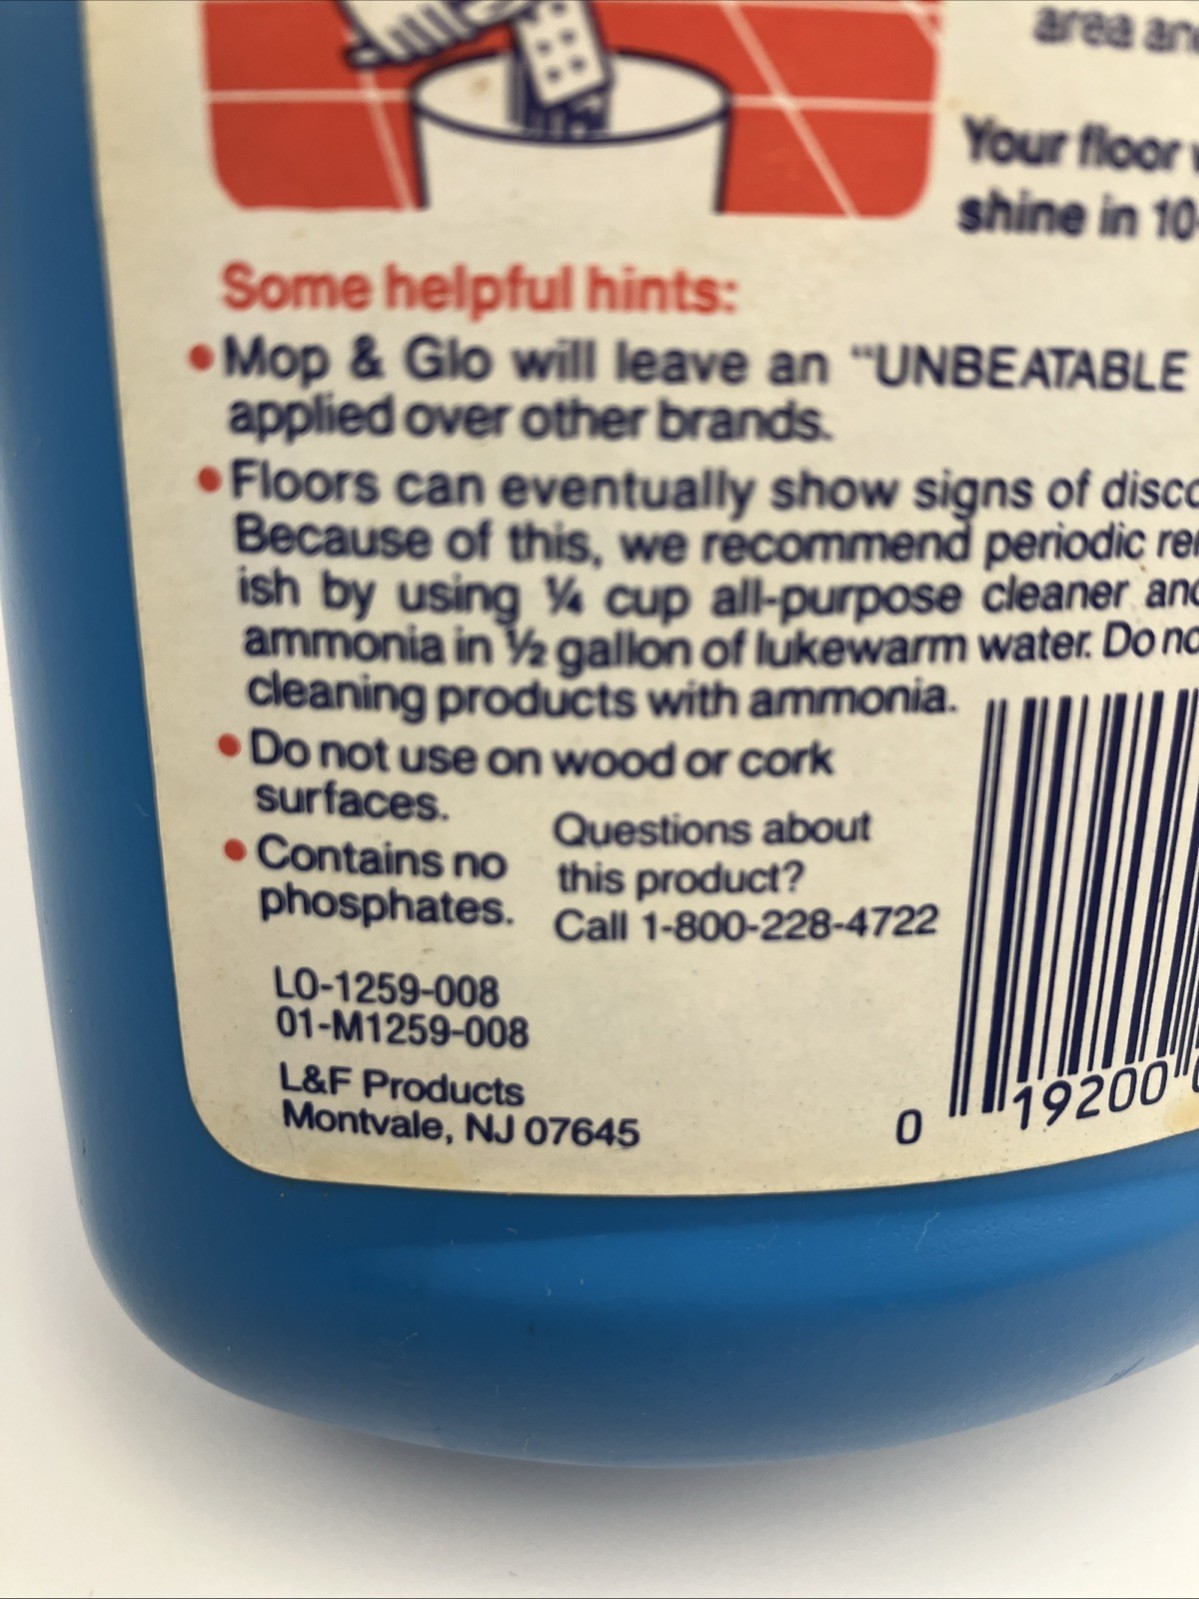 area and
Your floor
shine in 10-
Some helpful hints:
• Mop & Glo will leave an “UNBEATABLE
applied over other brands.
• Floors can eventually show signs of disco
Because of this, we recommend periodic re
ish by using ¼ cup all-purpose cleaner and
ammonia in ½ gallon of lukewarm water. Do no
cleaning products with ammonia.
• Do not use on wood or cork
surfaces.
• Contains no
phosphates.
Questions about
this product?
Call 1-800-228-4722
LO-1259-008
01-M1259-008
L&F Products
Montvale, NJ 07645
0 19200